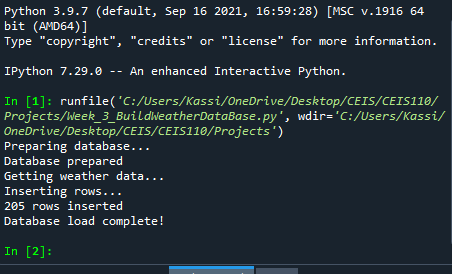 Python 3.9.7 (default, Sep 16 2021, 16:59:28) [MSC v.1916 64
bit (AMD64)]
Type "copyright", "credits" or "license" for more information.
IPython 7.29.0 -- An enhanced Interactive Python.
In [1]: runfile('C:/Users/Kassi/OneDrive/Desktop/CEIS/CEIS110/
Projects/Week_3_BuildWeatherDataBase.py', wdir='C:/Users/Kassi/
OneDrive/Desktop/CEIS/CEIS110/Projects')
Preparing database...
Database prepared
Getting weather data...
Inserting rows...
205 rows inserted
Database load complete!
In [2]: